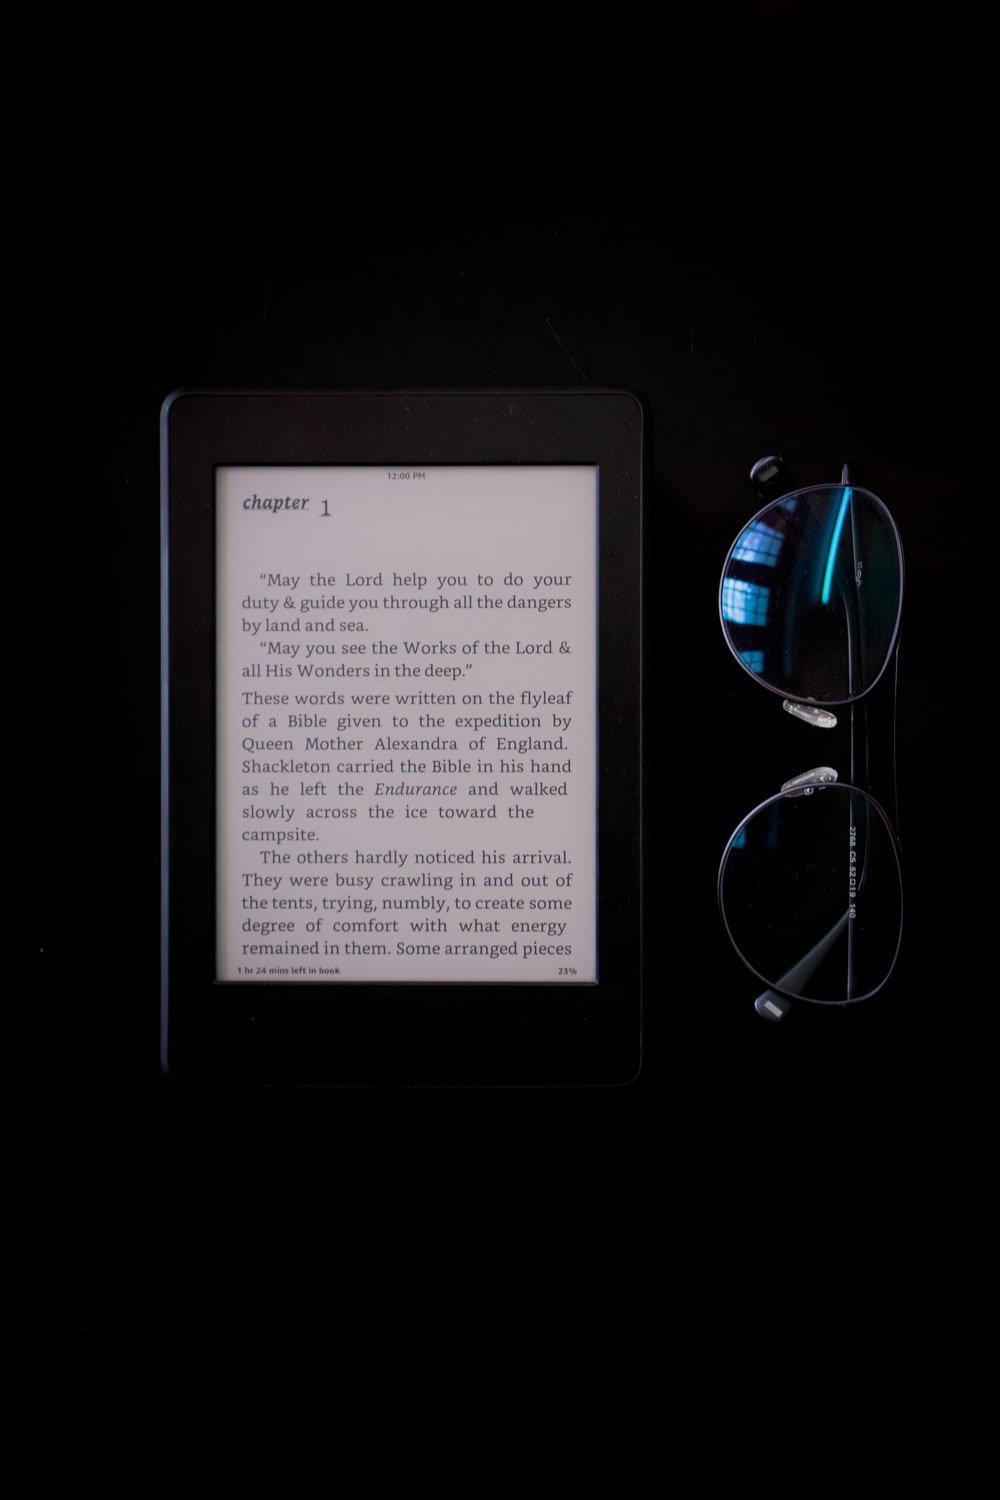 12:00 PM
chapter 1
“May the Lord help you to do your
duty & guide you through all the dangers
by land and sea.
“May you see the Works of the Lord &
all His Wonders in the deep.”
These words were written on the flyleaf
of a Bible given to the expedition by
Queen Mother Alexandra of England.
Shackleton carried the Bible in his hand
as he left the Endurance and walked
slowly across the ice toward the
campsite.
The others hardly noticed his arrival.
They were busy crawling in and out of
the tents, trying, numbly, to create some
degree of comfort with what energy
remained in them. Some arranged pieces
1 hr 24 mins left in book 23%
2768 C5 52□19 140